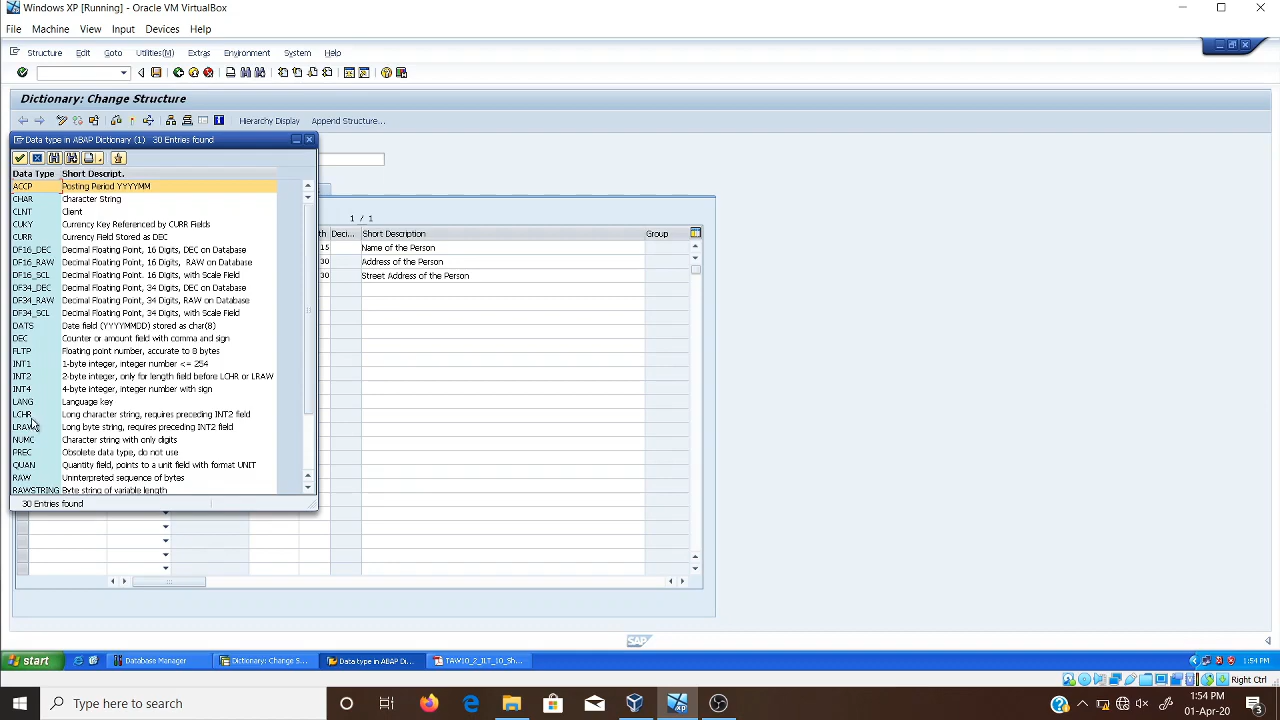 Windows XP [Running] - Oracle VM VirtualBox
File Machine View Input Devices Help
Structure Edit Goto Utilities(M) Extras Environment System Help
Dictionary: Change Structure
Hierarchy Display Append Structure...
Data type in ABAP Dictionary (1) 30 Entries found
Data Type Short Descript.
ACCP Posting Period YYYYMM
CHAR Character String
CLNT Client
CUKY Currency Key Referenced by CURR Fields
CURR Currency Field Stored as DEC
DF16_DEC Decimal Floating Point, 16 Digits, DEC on Database
DF16_RAW Decimal Floating Point, 16 Digits, RAW on Database
DF16_SCL Decimal Floating Point. 16 Digits, with Scale Field
DF34_DEC Decimal Floating Point, 34 Digits, DEC on Database
DF34_RAW Decimal Floating Point, 34 Digits, RAW on Database
DF34_SCL Decimal Floating Point, 34 Digits, with Scale Field
DATS Date field (YYYYMMDD) stored as char(8)
DEC Counter or amount field with comma and sign
FLTP Floating point number, accurate to 8 bytes
INT1 1-byte integer, integer number <= 254
INT2 2-byte integer, only for length field before LCHR or LRAW
INT4 4-byte integer, integer number with sign
LANG Language key
LCHR Long character string, requires preceding INT2 field
LRAW Long byte string, requires preceding INT2 field
NUMC Character string with only digits
PREC Obsolete data type, do not use
QUAN Quantity field, points to a unit field with format UNIT
RAW Uninterpreted sequence of bytes
RAWSTRING Byte string of variable length
30 Entries found
1 / 1
th Deci... Short Description Group
15 Name of the Person
30 Address of the Person
30 Street Address of the Person
SAP
start Database Manager Dictionary: Change S... Data type in ABAP Di... TAW10_2_ILT_10_Sh... 1:54 PM
Right Ctrl
Type here to search
1:54 PM
01-Apr-20
3